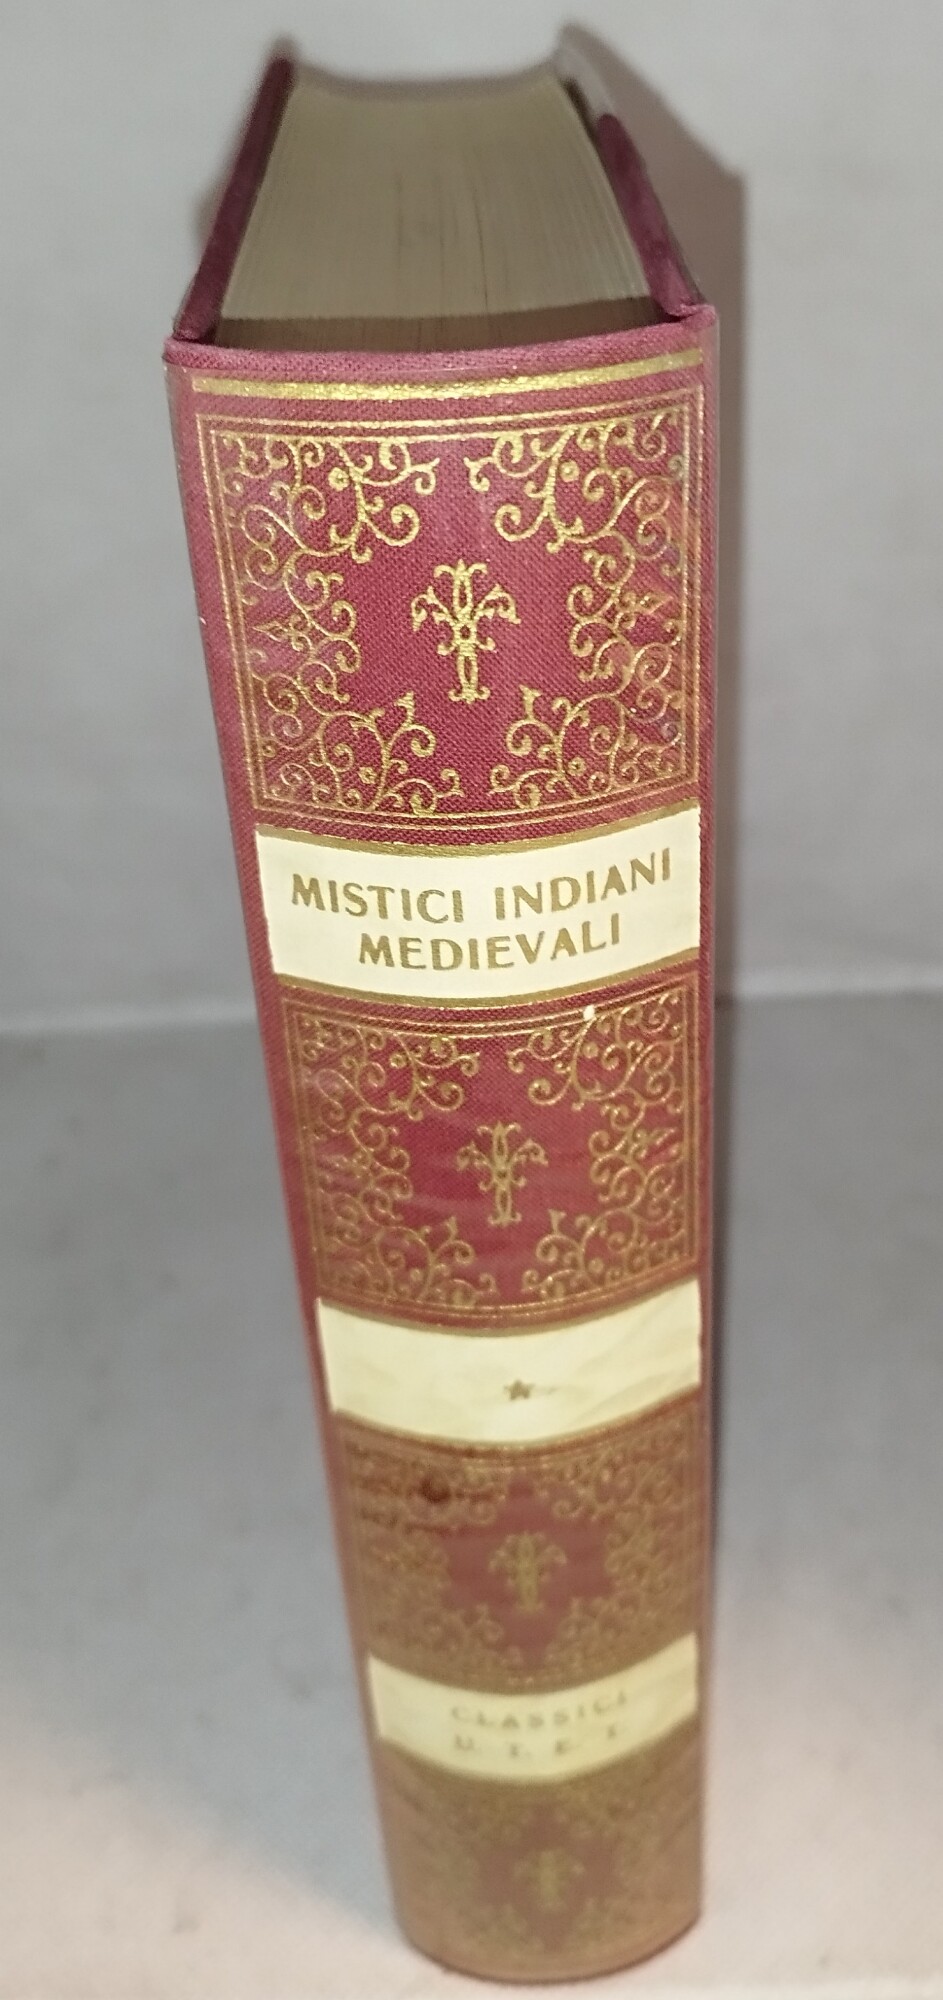 MISTICI INDIANI
MEDIEVALI
CLASSICI
U. T. E. T.